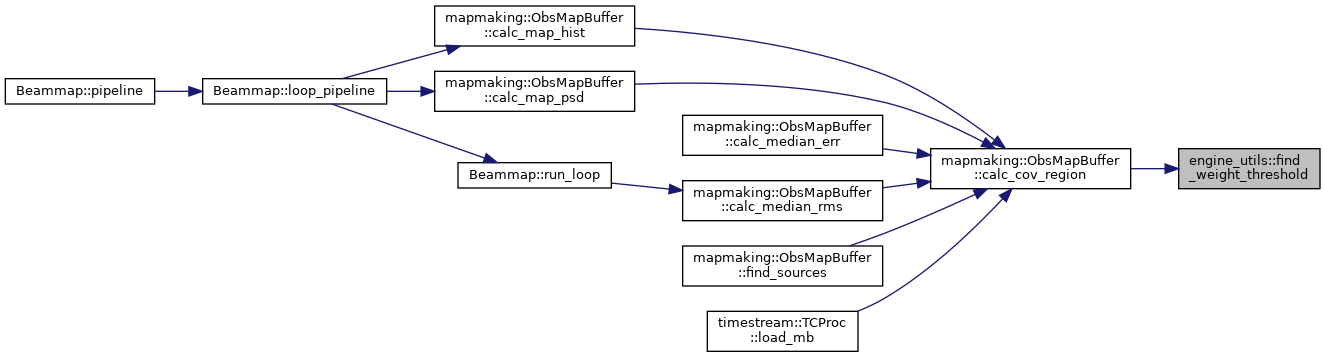 mapmaking::ObsMapBuffer
::calc_map_hist
Beammap::pipeline
Beammap::loop_pipeline
mapmaking::ObsMapBuffer
::calc_map_psd
mapmaking::ObsMapBuffer
::calc_median_err
Beammap::run_loop
mapmaking::ObsMapBuffer
::calc_median_rms
mapmaking::ObsMapBuffer
::find_sources
timestream::TCProc
::load_mb
mapmaking::ObsMapBuffer
::calc_cov_region
engine_utils::find
_weight_threshold